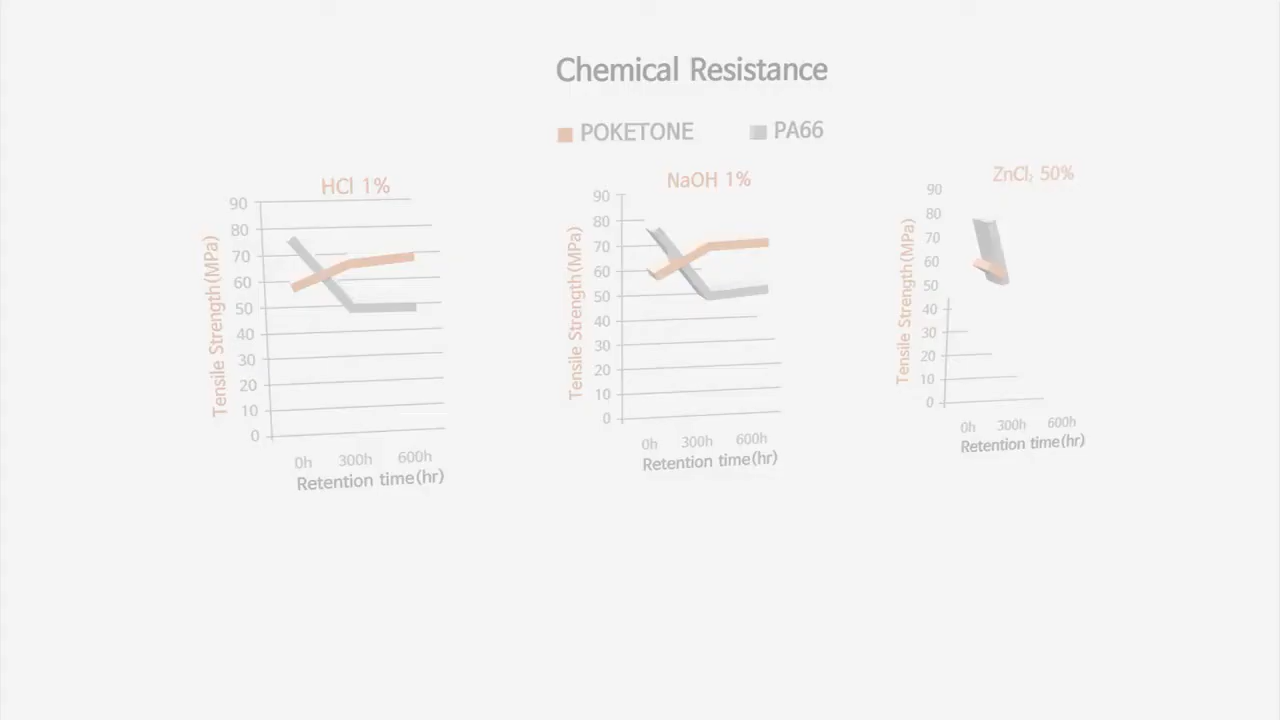 Chemical Resistance
POKETONE
PA66
HCl 1%
Tensile Strength(MPa)
90
80
70
60
50
40
30
20
10
0
0h 300h 600h
Retention time(hr)
NaOH 1%
Tensile Strength(MPa)
90
80
70
60
50
40
30
20
10
0
0h 300h 600h
Retention time(hr)
ZnCl₂ 50%
Tensile Strength(MPa)
90
80
70
60
50
40
30
20
10
0
0h 300h 600h
Retention time(hr)